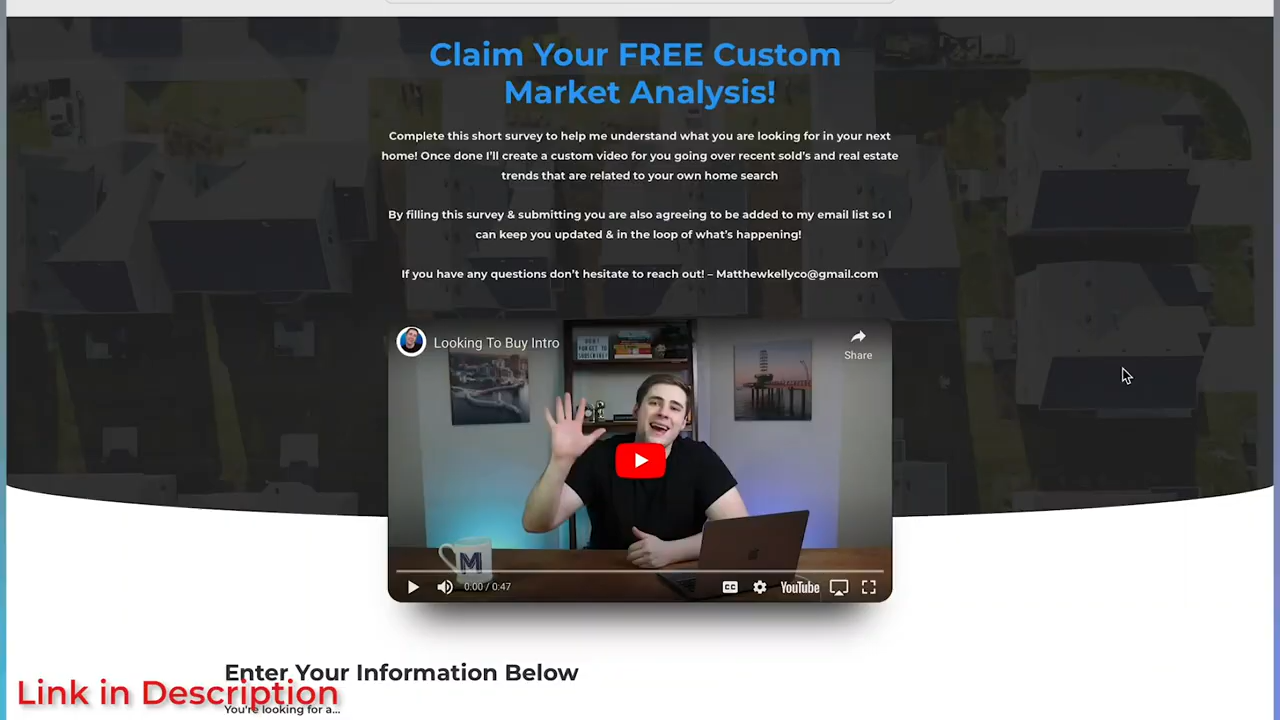 Claim Your FREE Custom
Market Analysis!
Complete this short survey to help me understand what you are looking for in your next
home! Once done I'll create a custom video for you going over recent sold's and real estate
trends that are related to your own home search
By filling this survey & submitting you are also agreeing to be added to my email list so I
can keep you updated & in the loop of what's happening!
If you have any questions don't hesitate to reach out! – Matthewkellyco@gmail.com
Looking To Buy Intro
Share
DON'T
FORGET TO
SUBSCRIBE!
M
0:00 / 0:47
CC
YouTube
Enter Your Information Below
Link in Description
You're looking for a...